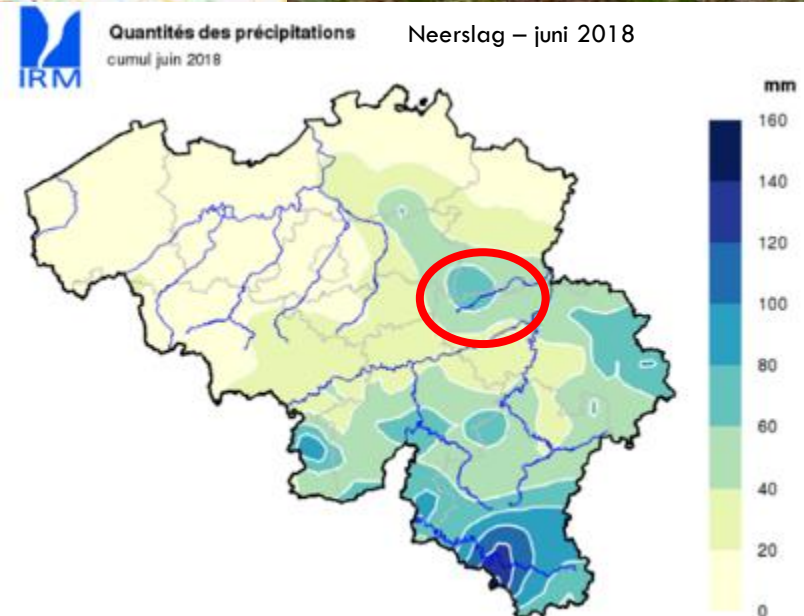 IRM
Quantités des précipitations
cumul juin 2018
Neerslag – juni 2018
mm
160
140
120
100
80
60
40
20
0